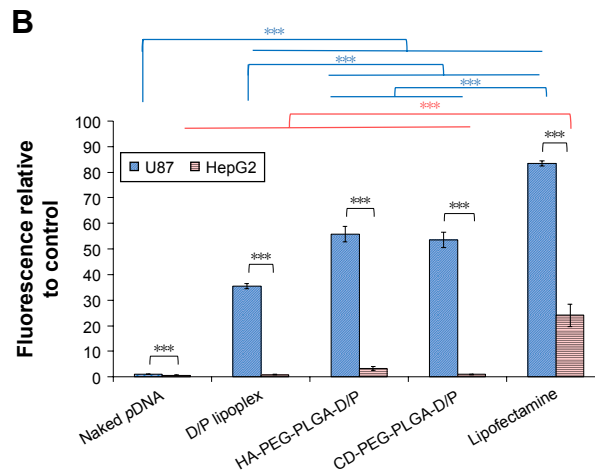 B
***
***
***
***
100
90
80
70
60
50
40
30
20
10
0
Fluorescence relative
to control
U87 HepG2
***
***
***
***
***
Naked pDNA
D/P lipoplex
HA-PEG-PLGA-D/P
CD-PEG-PLGA-D/P
Lipofectamine